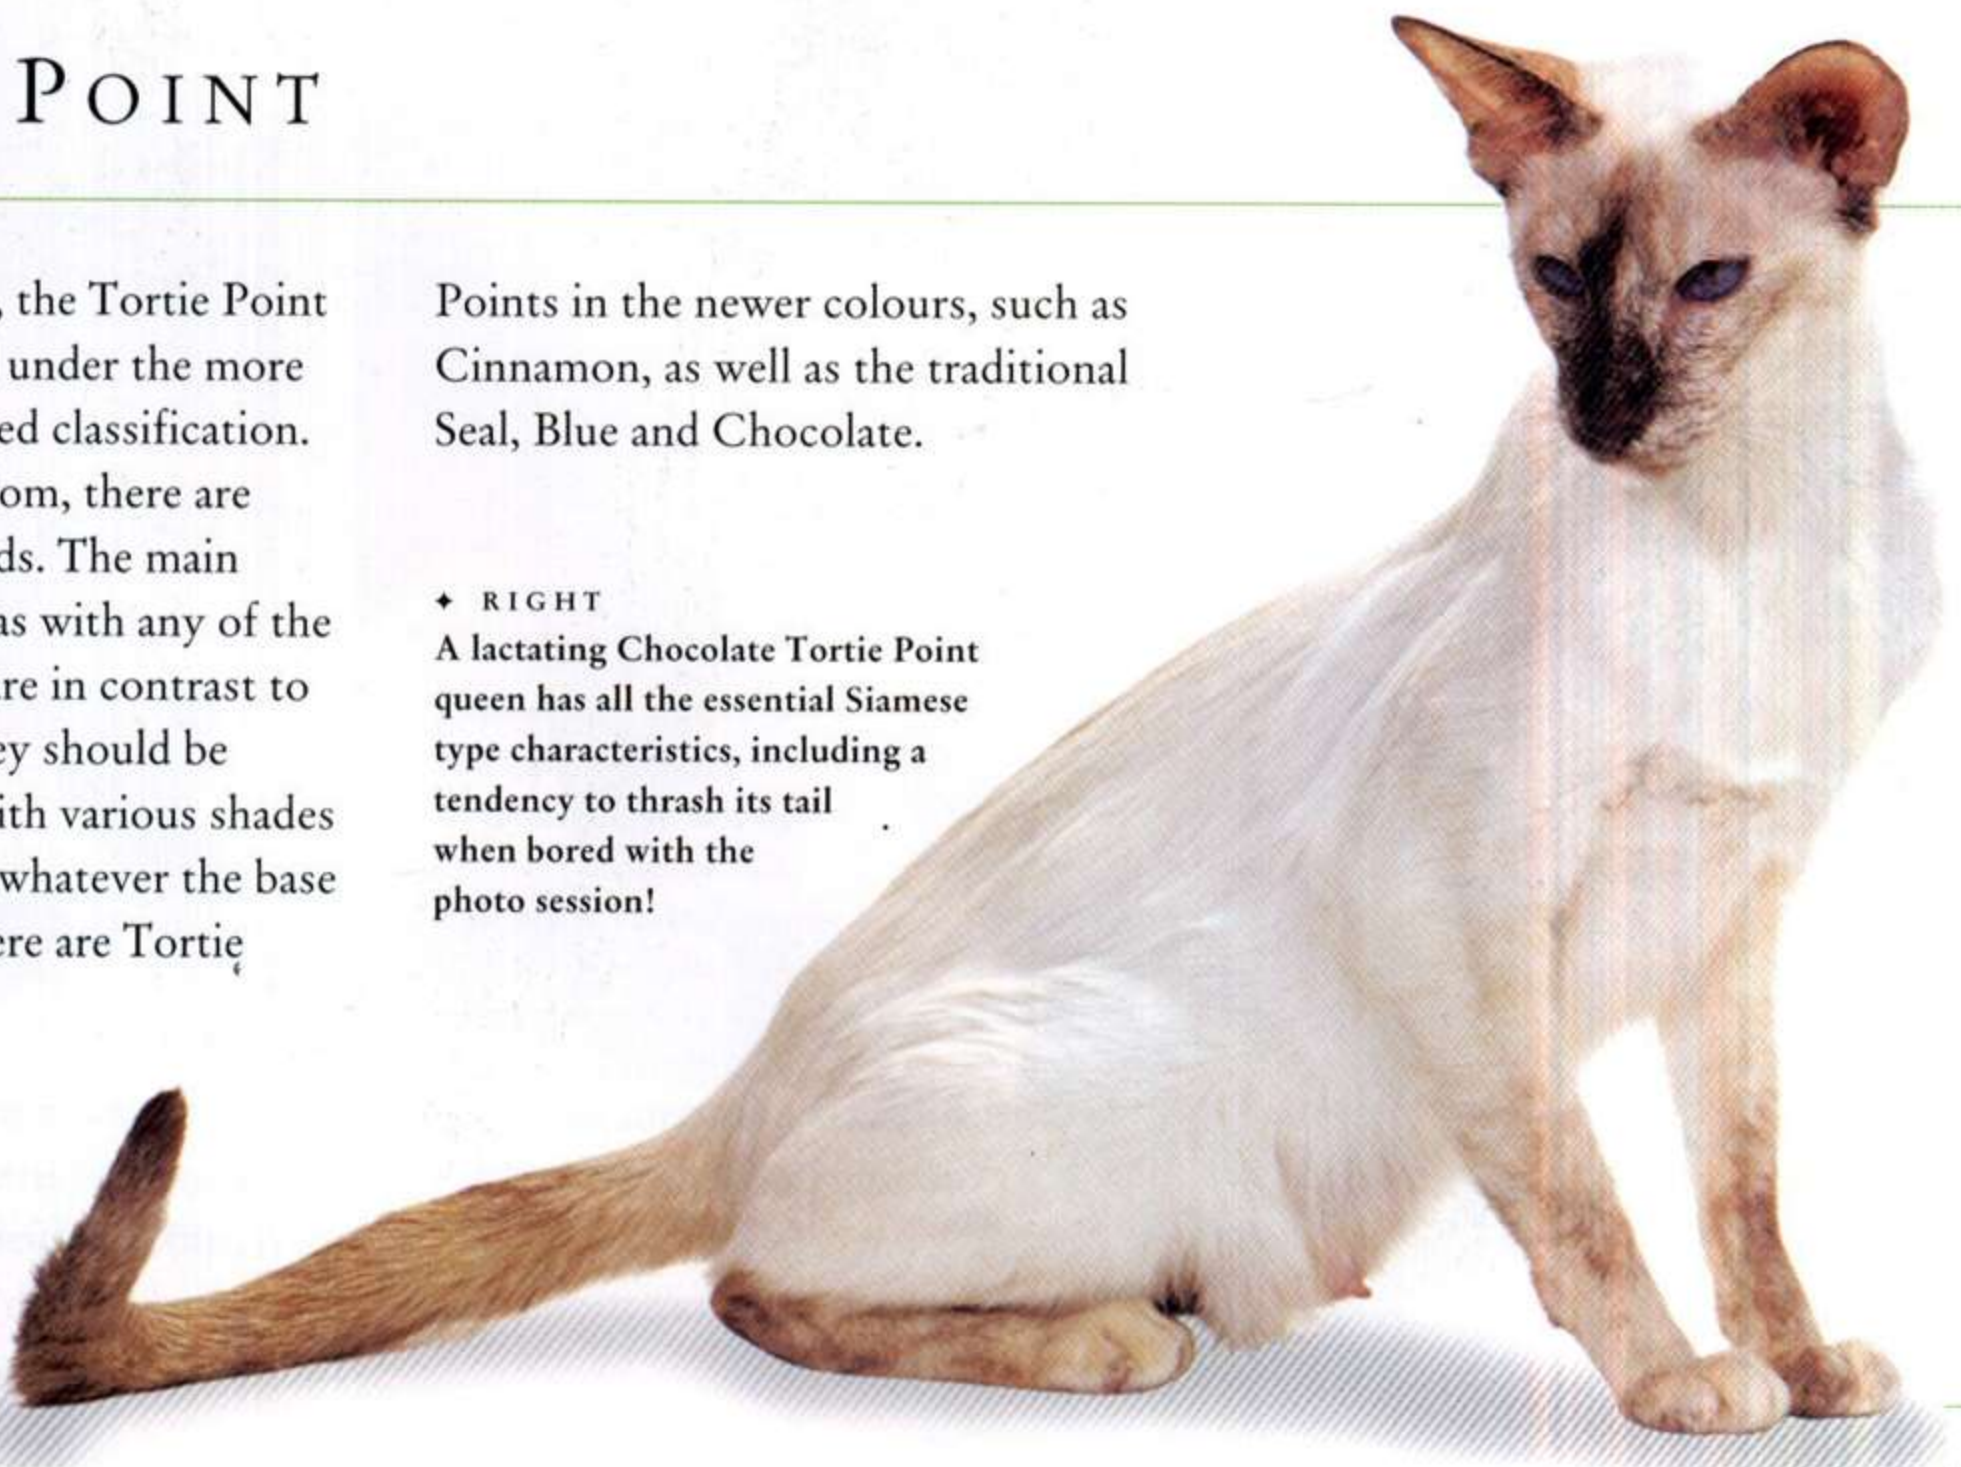 POINT
, the Tortie Point
under the more
ed classification.
om, there are
ds. The main
as with any of the
re in contrast to
ey should be
ith various shades
whatever the base
ere are Tortie
Points in the newer colours, such as
Cinnamon, as well as the traditional
Seal, Blue and Chocolate.
✦ RIGHT
A lactating Chocolate Tortie Point
queen has all the essential Siamese
type characteristics, including a
tendency to thrash its tail
when bored with the
photo session!